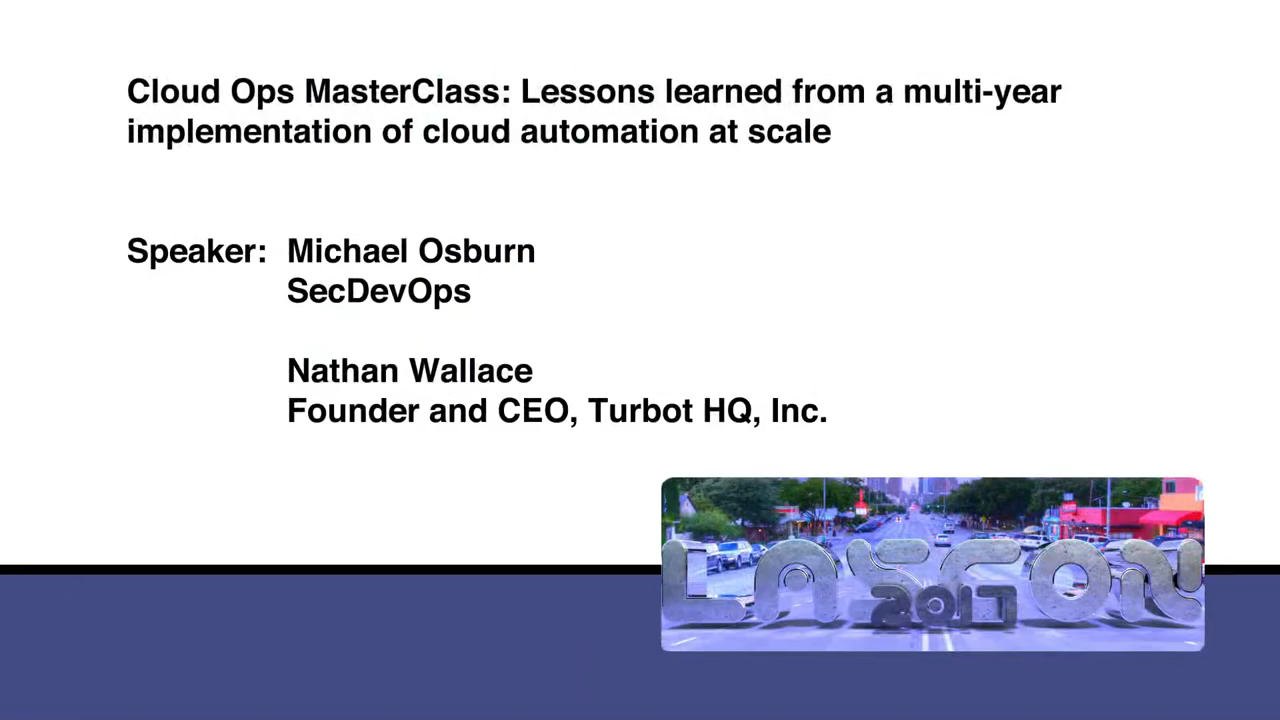 Cloud Ops MasterClass: Lessons learned from a multi-year
implementation of cloud automation at scale
Speaker: Michael Osburn
SecDevOps
Nathan Wallace
Founder and CEO, Turbot HQ, Inc.
LASCON
2017